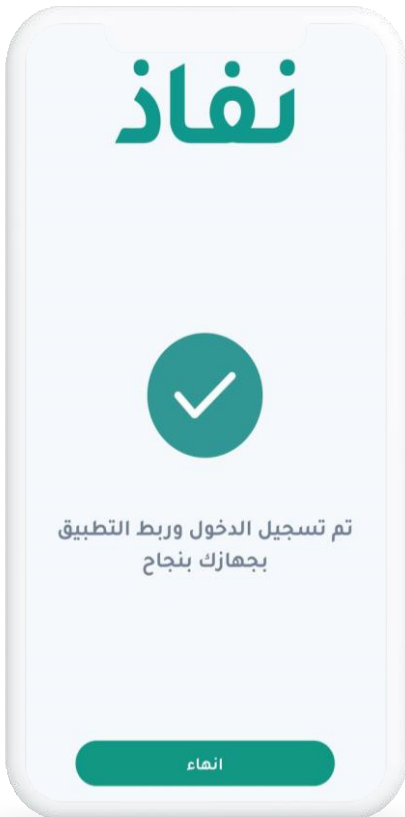 نفاذ
تم تسجيل الدخول وربط التطبيق
بجهازك بنجاح
انهاء